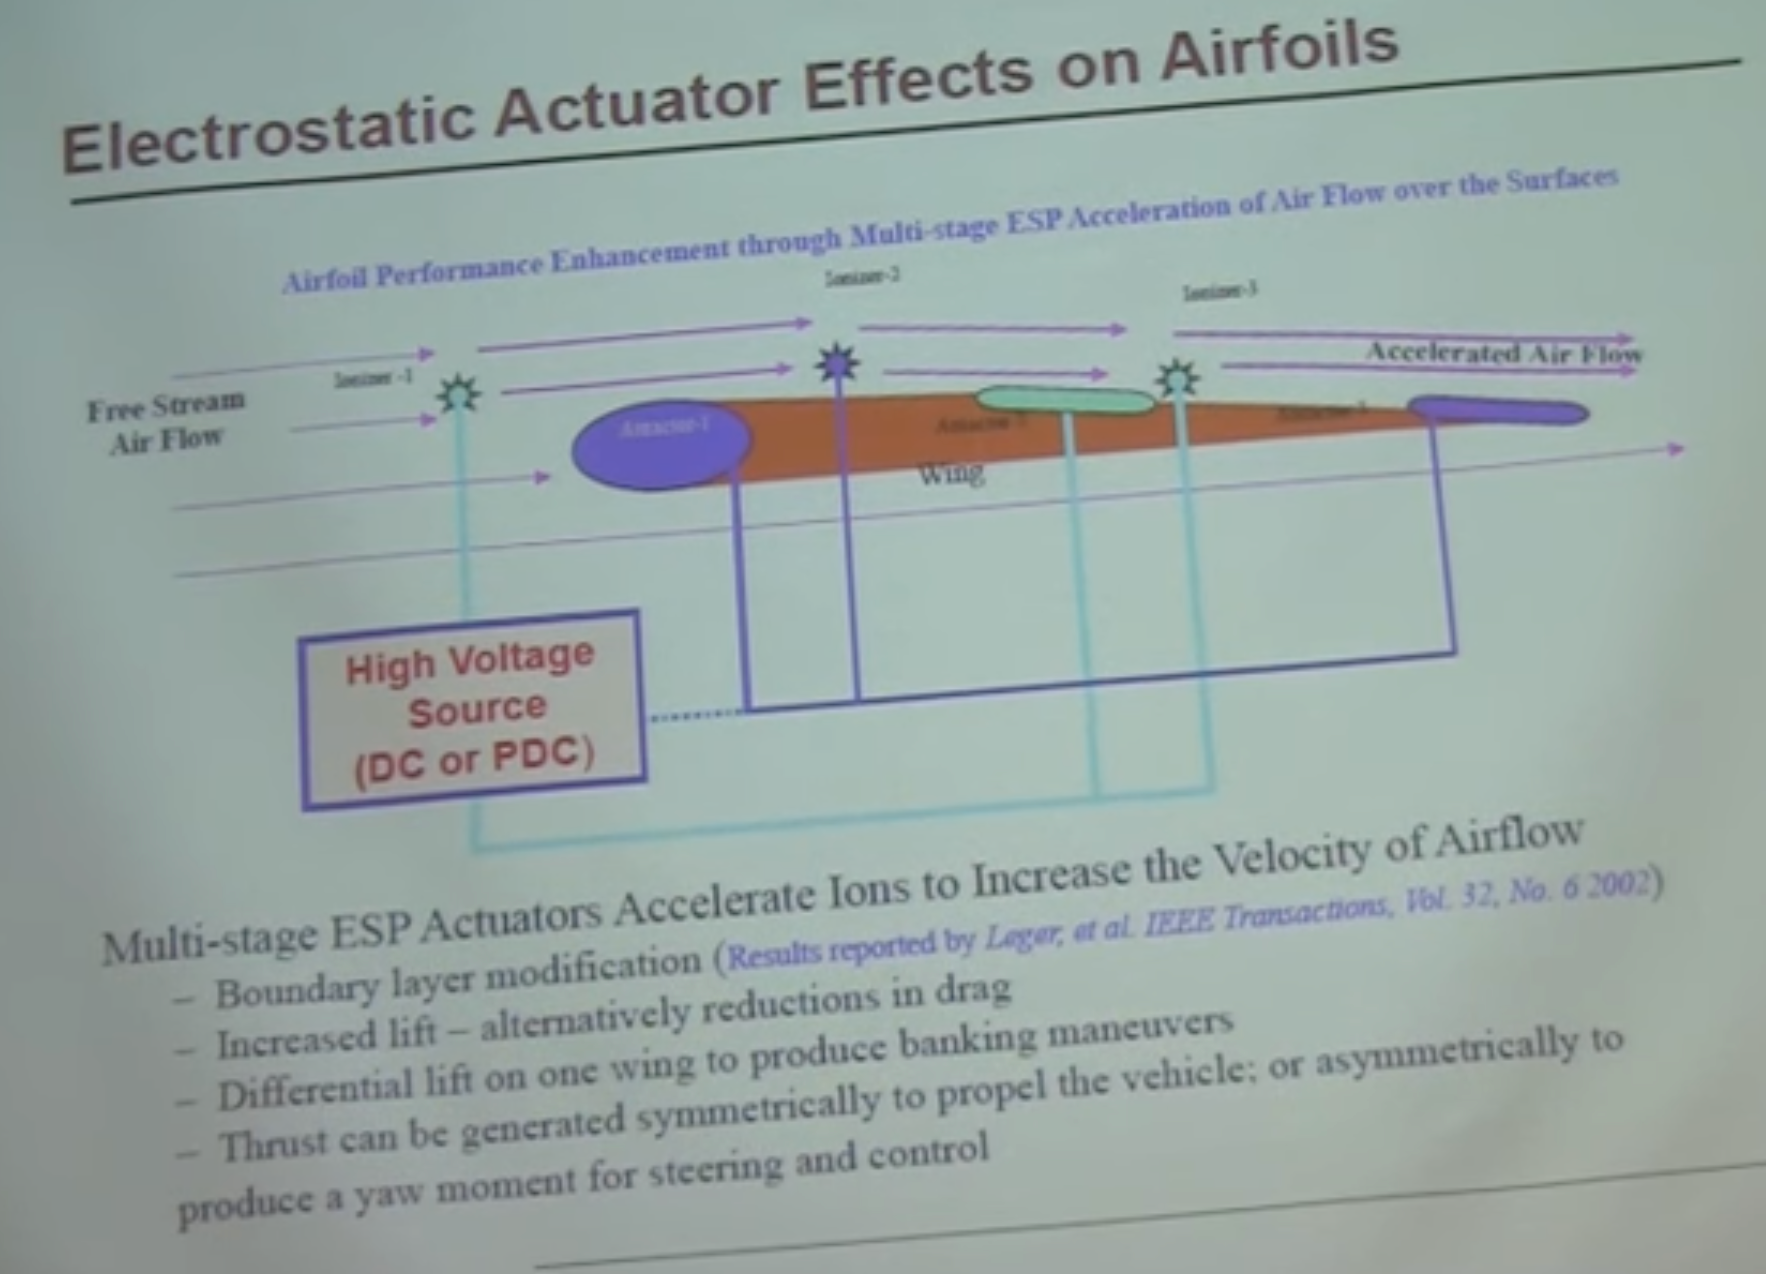 Electrostatic Actuator Effects on Airfoils
Airfoil Performance Enhancement through Multi-stage ESP Acceleration of Air Flow over the Surfaces
Ionizer-2
Ionizer-3
Accelerated Air Flow
Ionizer -1
Free Stream
Air Flow
Attractor-1
Attractor
Attractor
Wing
High Voltage
Source
(DC or PDC)
Multi-stage ESP Actuators Accelerate Ions to Increase the Velocity of Airflow
– Boundary layer modification (Results reported by Leger, et al. IEEE Transactions, Vol. 32, No. 6 2002)
– Increased lift – alternatively reductions in drag
– Differential lift on one wing to produce banking maneuvers
– Thrust can be generated symmetrically to propel the vehicle; or asymmetrically to
produce a yaw moment for steering and control